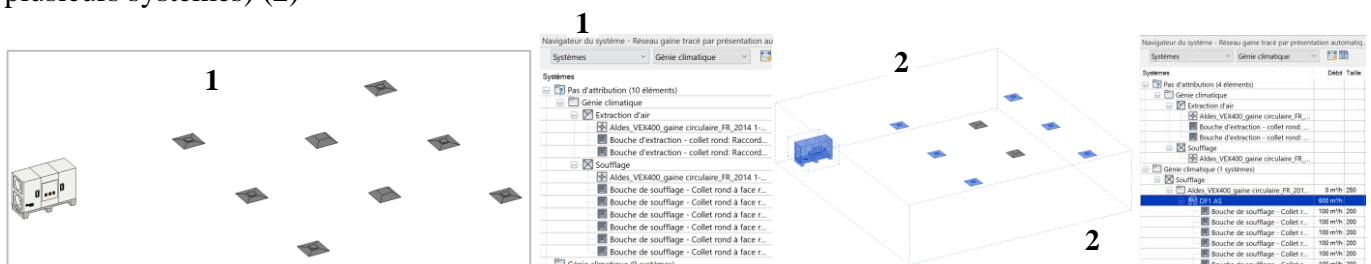 plusieurs systèmes) (2)
1
1
Navigateur du système - Réseau gaine tracé par présentation au
Systèmes Génie climatique
Systèmes
Pas d'attribution (10 éléments)
Génie climatique
Extraction d'air
Aldes_VEX400_gaine circulaire_FR_2014 1-...
Bouche d'extraction - collet rond: Raccord...
Bouche d'extraction - collet rond: Raccord...
Soufflage
Aldes_VEX400_gaine circulaire_FR_2014 1-...
Bouche de soufflage - Collet rond à face r...
Bouche de soufflage - Collet rond à face r...
Bouche de soufflage - Collet rond à face r...
Bouche de soufflage - Collet rond à face r...
Bouche de soufflage - Collet rond à face r...
Bouche de soufflage - Collet rond à face r...
Génie climatique (0 systèmes)
2
2
Navigateur du système - Réseau gaine tracé par présentation automatiq
Systèmes Génie climatique
Systèmes Débit Taille
Pas d'attribution (4 éléments)
Génie climatique
Extraction d'air
Aldes_VEX400_gaine circulaire_FR_...
Bouche d'extraction - collet rond: ...
Bouche d'extraction - collet rond: ...
Soufflage
Aldes_VEX400_gaine circulaire_FR_...
Génie climatique (1 systèmes)
Soufflage
Aldes_VEX400_gaine circulaire_FR_201... 0 m³/h 250
DF1 AS 600 m³/h
Bouche de soufflage - Collet r... 100 m³/h 200
Bouche de soufflage - Collet r... 100 m³/h 200
Bouche de soufflage - Collet r... 100 m³/h 200
Bouche de soufflage - Collet r... 100 m³/h 200
Bouche de soufflage - Collet r... 100 m³/h 200